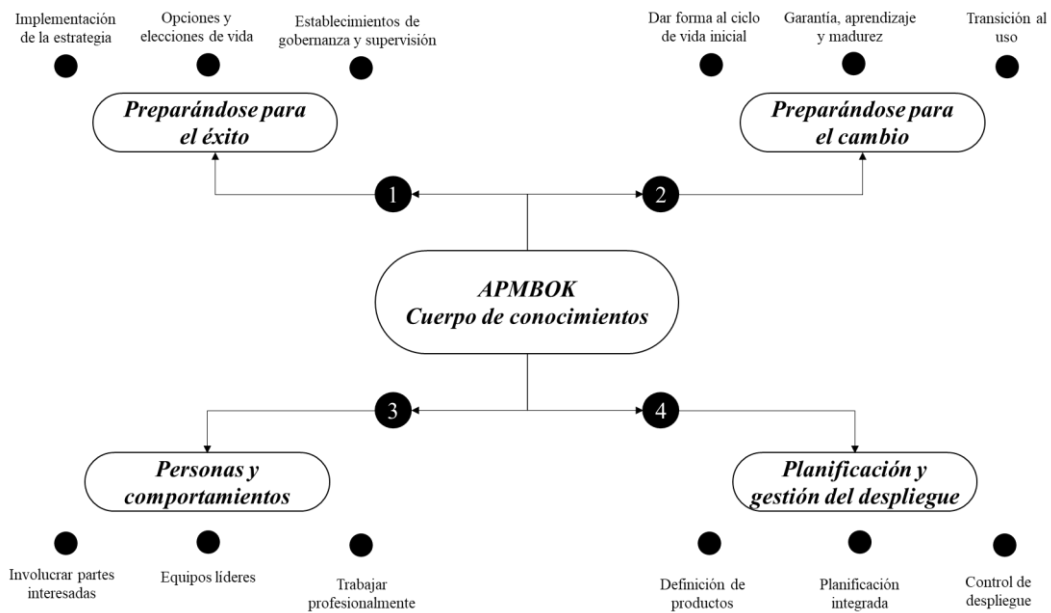 Implementación
de la estrategia
Opciones y
elecciones de vida
Establecimientos de
gobernanza y supervisión
Dar forma al ciclo
de vida inicial
Garantía, aprendizaje
y madurez
Transición al
uso
Preparándose para
el éxito
Preparándose para
el cambio
1
2
APMBOK
Cuerpo de conocimientos
3
4
Personas y
comportamientos
Planificación y
gestión del despliegue
Involucrar partes
interesadas
Equipos líderes
Trabajar
profesionalmente
Definición de
productos
Planificación
integrada
Control de
despliegue